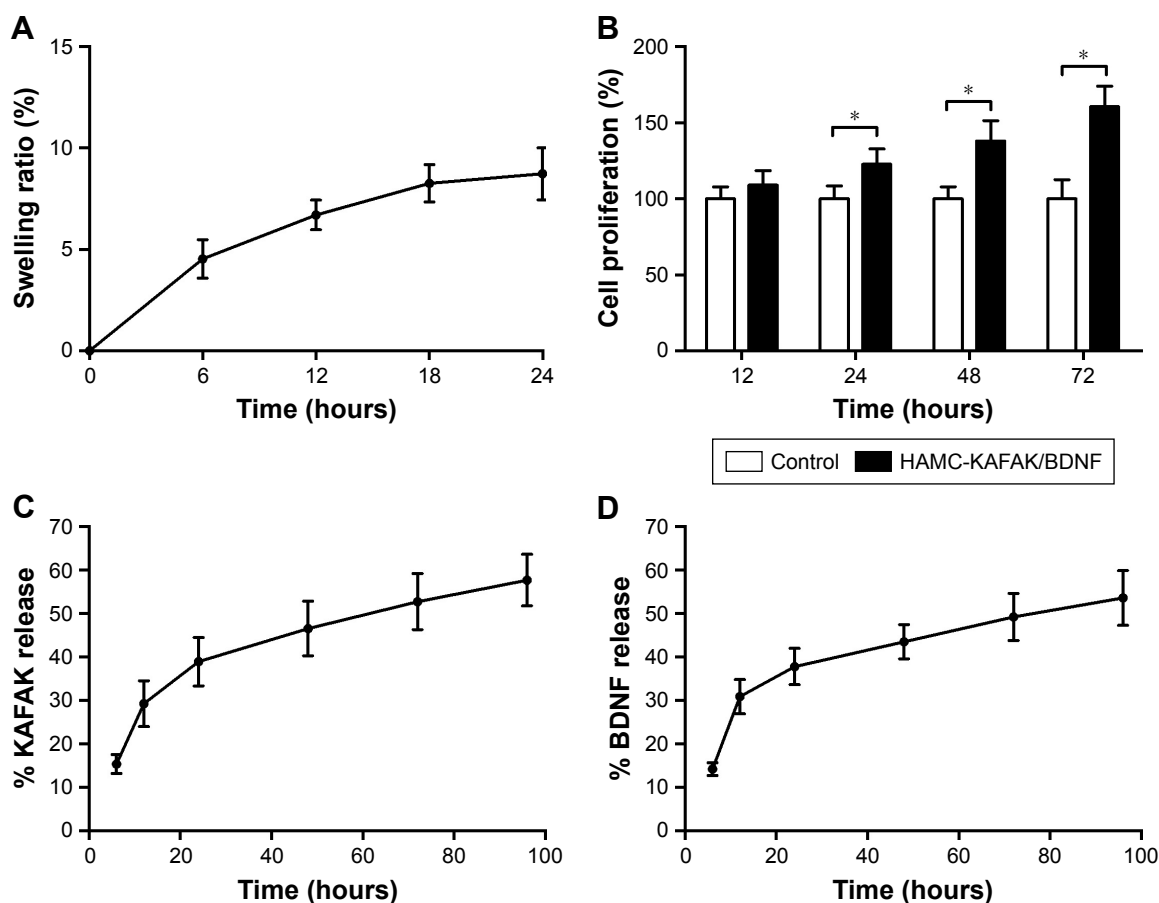 A
Swelling ratio (%)
15
10
5
0
0 6 12 18 24
Time (hours)
B
Cell proliferation (%)
200
150
100
50
0
* * *
12 24 48 72
Time (hours)
Control HAMC-KAFAK/BDNF
C
% KAFAK release
70
60
50
40
30
20
10
0
0 20 40 60 80 100
Time (hours)
D
% BDNF release
70
60
50
40
30
20
10
0
0 20 40 60 80 100
Time (hours)